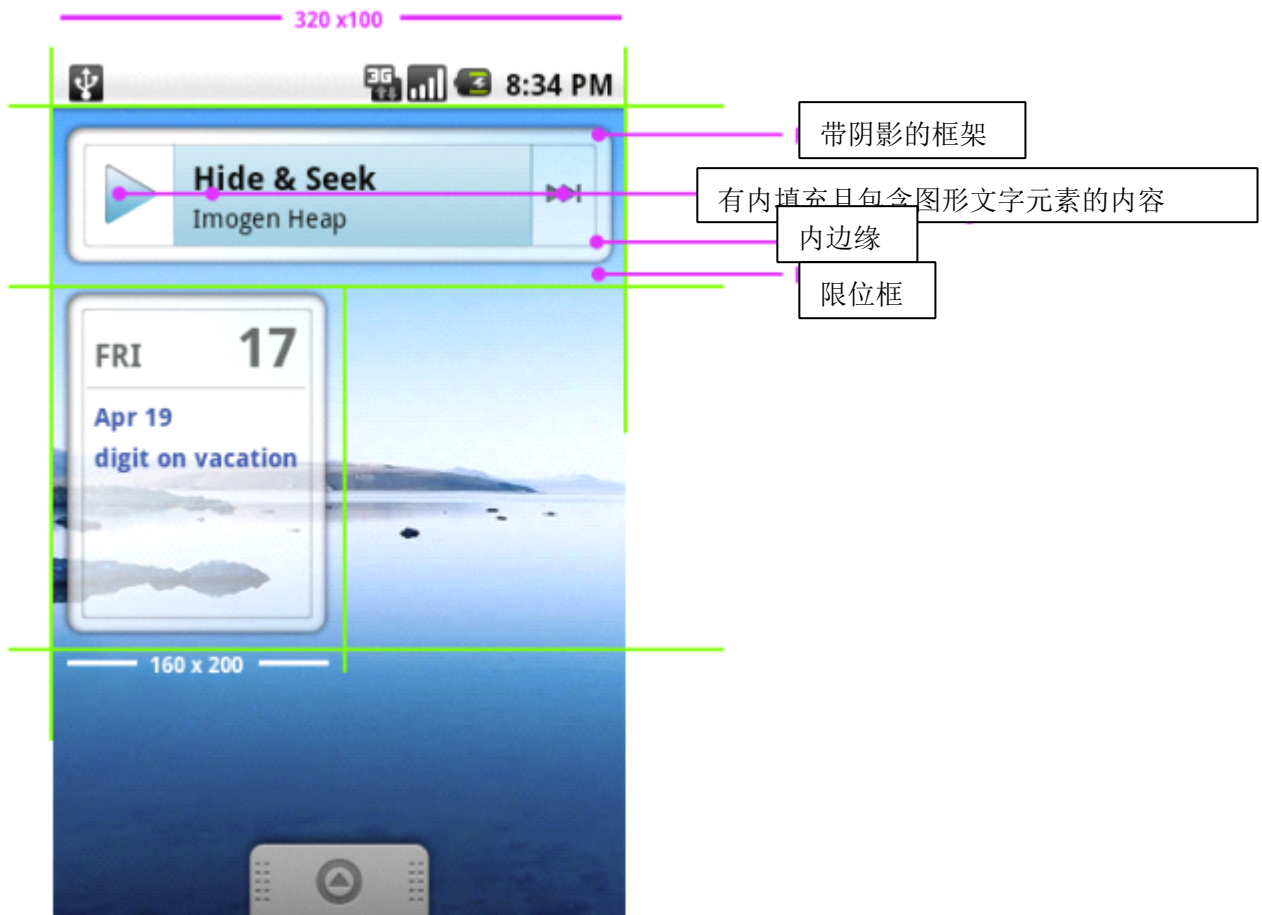 320 x100
3G
8:34 PM
带阴影的框架
Hide & Seek
Imogen Heap
有内填充且包含图形文字元素的内容
内边缘
限位框
FRI 17
Apr 19
digit on vacation
160 x 200